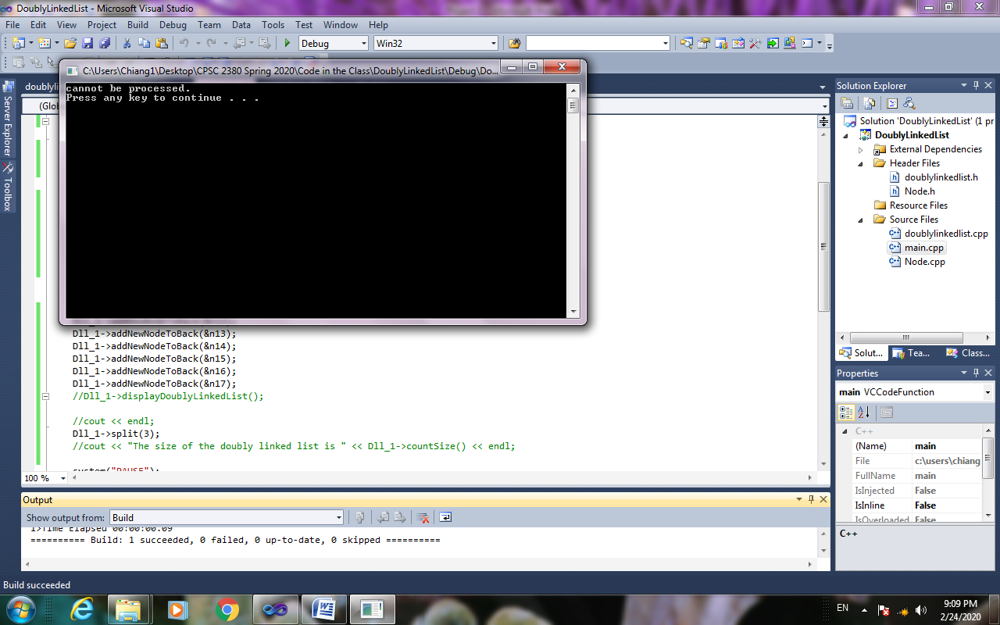 DoublyLinkedList - Microsoft Visual Studio
File Edit View Project Build Debug Team Data Tools Test Window Help
Debug Win32
C:\Users\Chiang1\Desktop\CPSC 2380 Spring 2020\Code in the Class\DoublyLinkedList\Debug\Do...
cannot be processed.
Press any key to continue . . .
Server Explorer
Toolbox
doublyli
(Glob
Dll_1->addNewNodeToBack(&n13);
Dll_1->addNewNodeToBack(&n14);
Dll_1->addNewNodeToBack(&n15);
Dll_1->addNewNodeToBack(&n16);
Dll_1->addNewNodeToBack(&n17);
//Dll_1->displayDoublyLinkedList();
//cout << endl;
Dll_1->split(3);
//cout << "The size of the doubly linked list is " << Dll_1->countSize() << endl;
system("PAUSE");
100 %
Output
Show output from: Build
1>Time Elapsed 00:00:00.09
========== Build: 1 succeeded, 0 failed, 0 up-to-date, 0 skipped ==========
Solution Explorer
Solution 'DoublyLinkedList' (1 pr
DoublyLinkedList
External Dependencies
Header Files
doublylinkedlist.h
Node.h
Resource Files
Source Files
doublylinkedlist.cpp
main.cpp
Node.cpp
Solut... Tea... Class...
Properties
main VCCodeFunction
C++
(Name) main
File c:\users\chiang
FullName main
IsInjected False
IsInline False
IsOverloaded False
C++
Build succeeded
EN
9:09 PM
2/24/2020